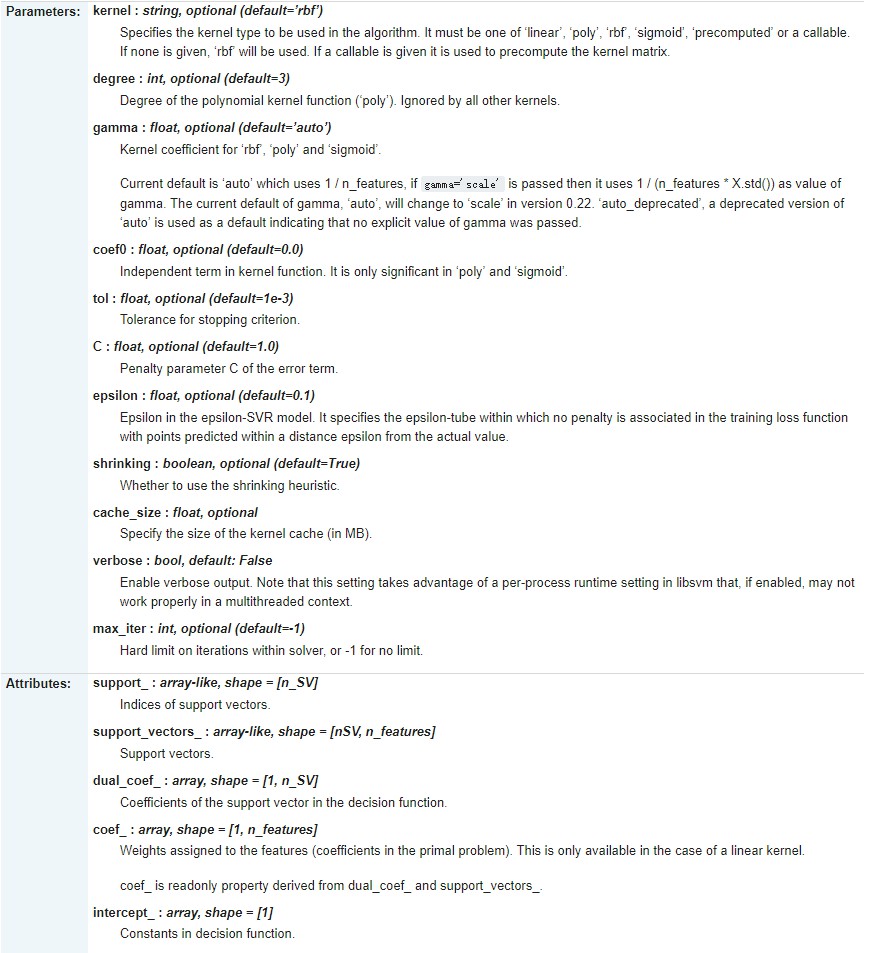 Parameters: kernel : string, optional (default='rbf')
Specifies the kernel type to be used in the algorithm. It must be one of 'linear', 'poly', 'rbf', 'sigmoid', 'precomputed' or a callable.
If none is given, 'rbf' will be used. If a callable is given it is used to precompute the kernel matrix.
degree : int, optional (default=3)
Degree of the polynomial kernel function ('poly'). Ignored by all other kernels.
gamma : float, optional (default='auto')
Kernel coefficient for 'rbf', 'poly' and 'sigmoid'.
Current default is 'auto' which uses 1 / n_features, if gamma='scale' is passed then it uses 1 / (n_features * X.std()) as value of
gamma. The current default of gamma, 'auto', will change to 'scale' in version 0.22. 'auto_deprecated', a deprecated version of
'auto' is used as a default indicating that no explicit value of gamma was passed.
coef0 : float, optional (default=0.0)
Independent term in kernel function. It is only significant in 'poly' and 'sigmoid'.
tol : float, optional (default=1e-3)
Tolerance for stopping criterion.
C : float, optional (default=1.0)
Penalty parameter C of the error term.
epsilon : float, optional (default=0.1)
Epsilon in the epsilon-SVR model. It specifies the epsilon-tube within which no penalty is associated in the training loss function
with points predicted within a distance epsilon from the actual value.
shrinking : boolean, optional (default=True)
Whether to use the shrinking heuristic.
cache_size : float, optional
Specify the size of the kernel cache (in MB).
verbose : bool, default: False
Enable verbose output. Note that this setting takes advantage of a per-process runtime setting in libsvm that, if enabled, may not
work properly in a multithreaded context.
max_iter : int, optional (default=-1)
Hard limit on iterations within solver, or -1 for no limit.
Attributes: support_ : array-like, shape = [n_SV]
Indices of support vectors.
support_vectors_ : array-like, shape = [nSV, n_features]
Support vectors.
dual_coef_ : array, shape = [1, n_SV]
Coefficients of the support vector in the decision function.
coef_ : array, shape = [1, n_features]
Weights assigned to the features (coefficients in the primal problem). This is only available in the case of a linear kernel.
coef_ is readonly property derived from dual_coef_ and support_vectors_.
intercept_ : array, shape = [1]
Constants in decision function.